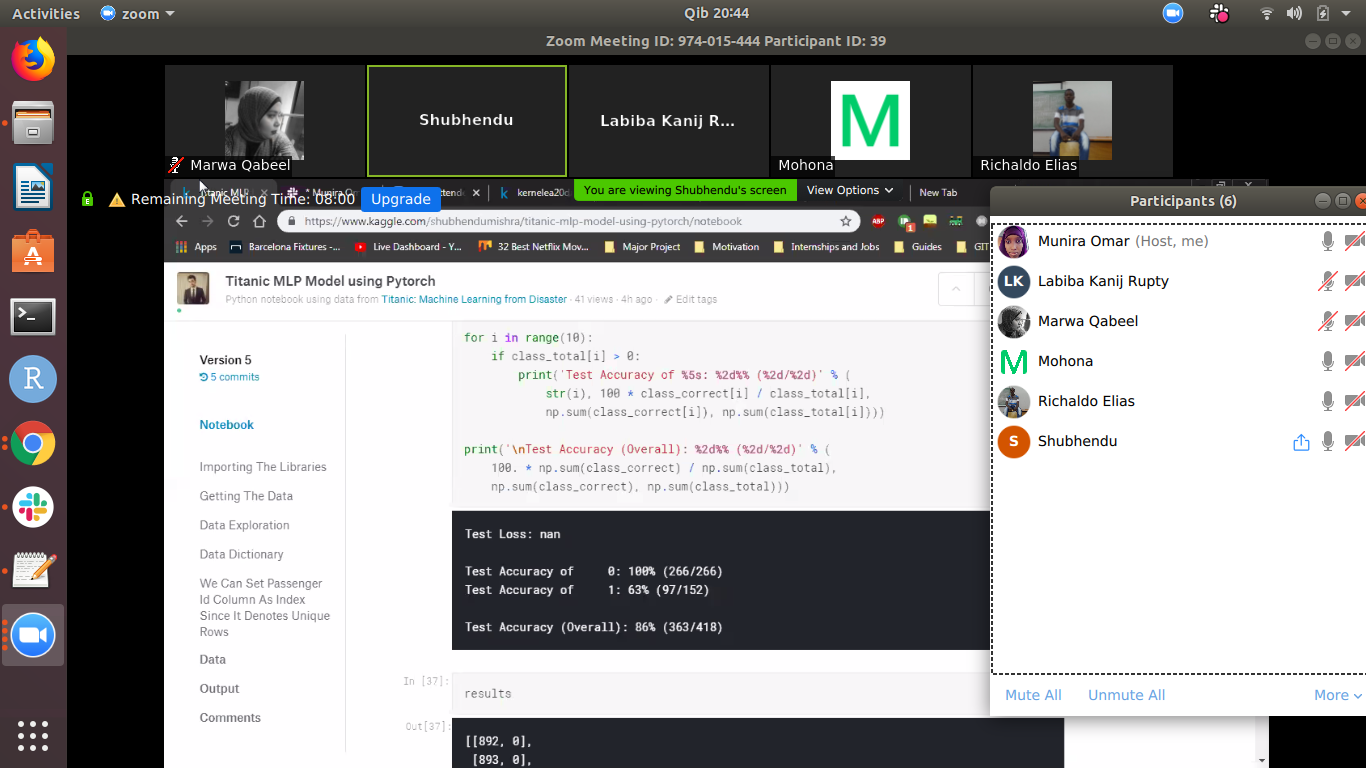 Activities
zoom
Qib 20:44
Zoom Meeting ID: 974-015-444 Participant ID: 39
Marwa Qabeel
Shubhendu
Labiba Kanij R...
M
Mohona
Richaldo Elias
kernelea20d
You are viewing Shubhendu's screen
View Options
New Tab
Remaining Meeting Time: 08:00
Upgrade
https://www.kaggle.com/shubhendumishra/titanic-mlp-model-using-pytorch/notebook
ABP
1
Apps
Barcelona Fixtures -...
Live Dashboard - Y...
32 Best Netflix Mov...
Major Project
Motivation
Internships and Jobs
Guides
GIT
Titanic MLP Model using Pytorch
Python notebook using data from Titanic: Machine Learning from Disaster · 41 views · 4h ago · Edit tags
Version 5
5 commits
Notebook
Importing The Libraries
Getting The Data
Data Exploration
Data Dictionary
We Can Set Passenger
Id Column As Index
Since It Denotes Unique
Rows
Data
Output
Comments
for i in range(10):
if class_total[i] > 0:
print('Test Accuracy of %5s: %2d%% (%2d/%2d)' % (
str(i), 100 * class_correct[i] / class_total[i],
np.sum(class_correct[i]), np.sum(class_total[i])))
print('\nTest Accuracy (Overall): %2d%% (%2d/%2d)' % (
100. * np.sum(class_correct) / np.sum(class_total),
np.sum(class_correct), np.sum(class_total)))
Test Loss: nan
Test Accuracy of 0: 100% (266/266)
Test Accuracy of 1: 63% (97/152)
Test Accuracy (Overall): 86% (363/418)
In [37]:
results
Out[37]:
[[892, 0],
[893, 0],
Participants (6)
Munira Omar (Host, me)
LK
Labiba Kanij Rupty
Marwa Qabeel
M
Mohona
Richaldo Elias
S
Shubhendu
Mute All
Unmute All
More